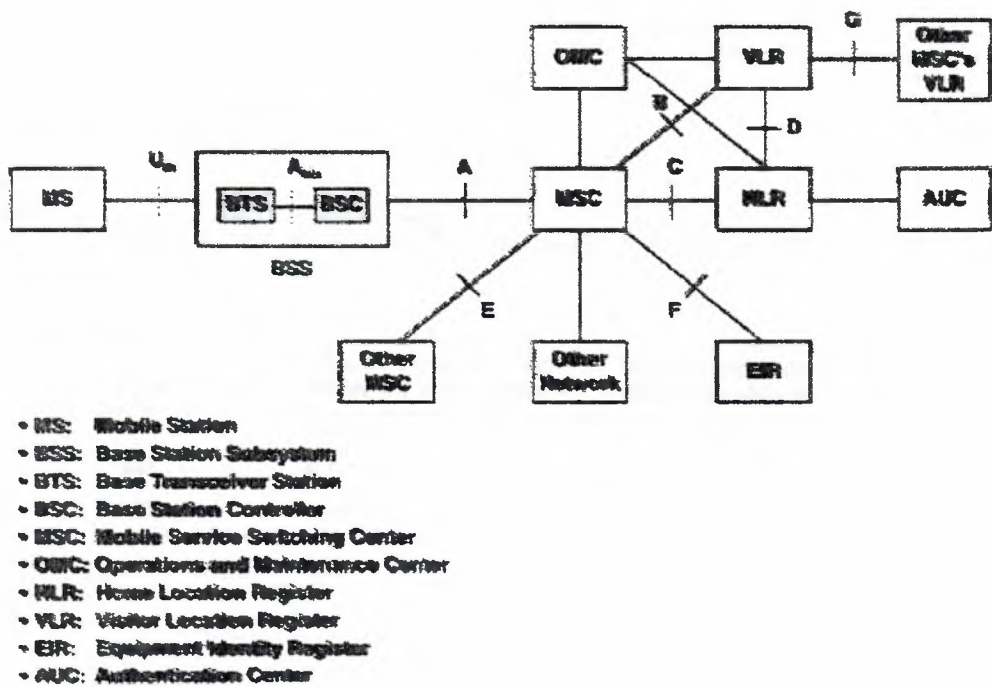 G
OMC
VLR
Other
MSC's
VLR
B
D
Um
Abis
A
C
MS
BTS
BSC
MSC
HLR
AUC
BSS
E
F
Other
MSC
Other
Network
EIR
• MS: Mobile Station
• BSS: Base Station Subsystem
• BTS: Base Transceiver Station
• BSC: Base Station Controller
• MSC: Mobile Service Switching Center
• OMC: Operations and Maintenance Center
• HLR: Home Location Register
• VLR: Visitor Location Register
• EIR: Equipment Identity Register
• AUC: Authentication Center